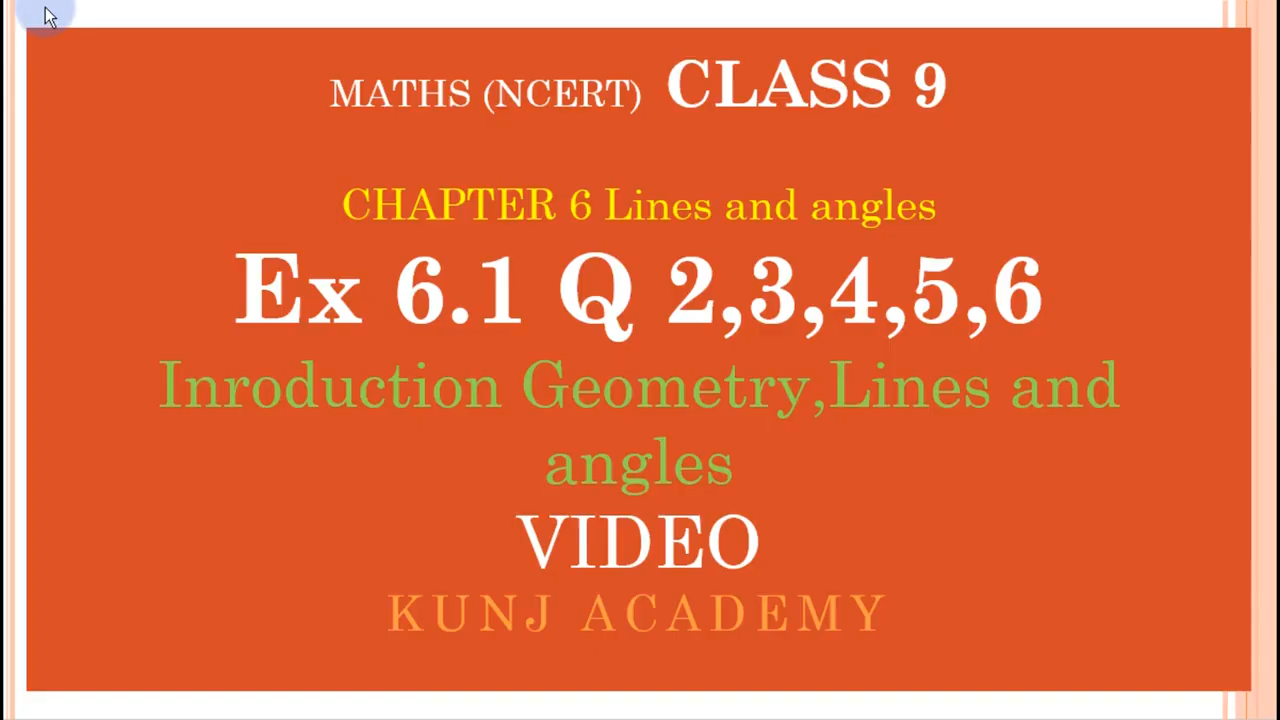 MATHS (NCERT) CLASS 9
CHAPTER 6 Lines and angles
Ex 6.1 Q 2,3,4,5,6
Inroduction Geometry,Lines and
angles
VIDEO
KUNJ ACADEMY